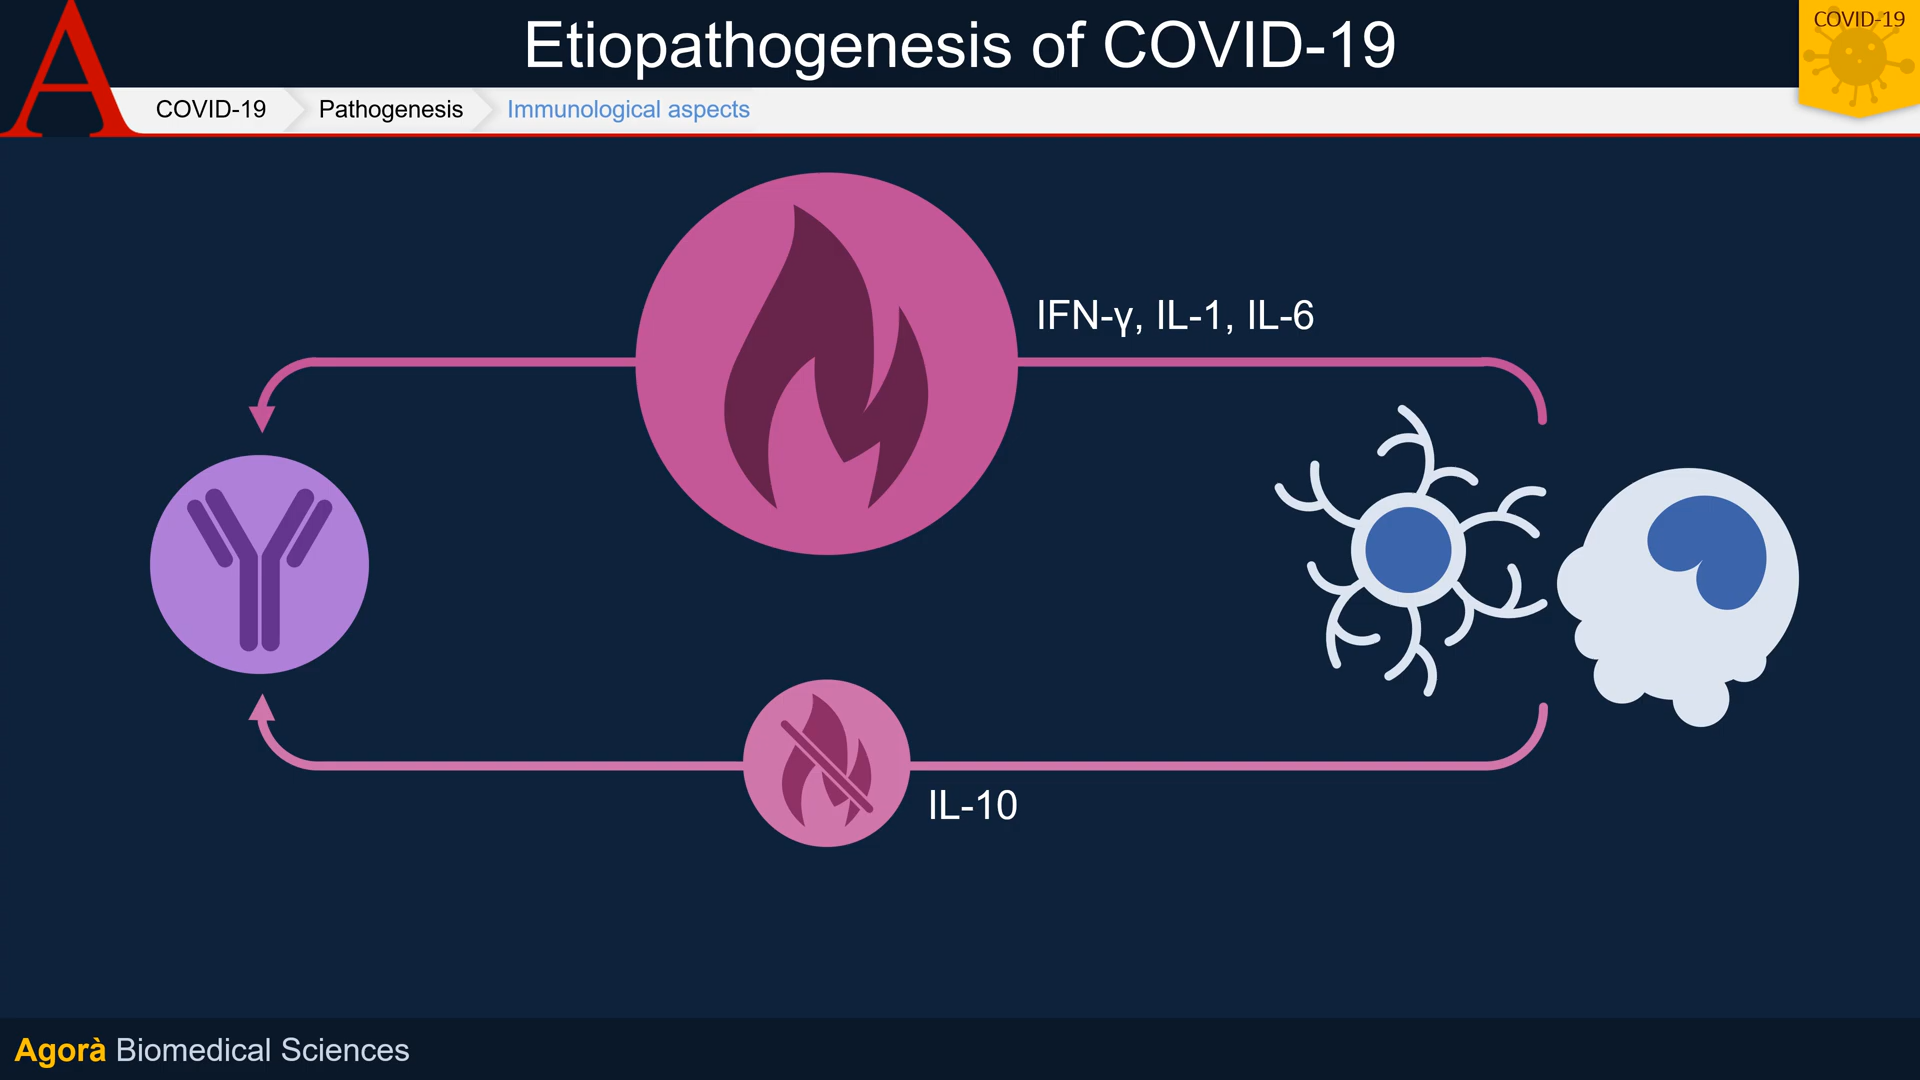 Etiopathogenesis of COVID-19
COVID-19
A
COVID-19
Pathogenesis
Immunological aspects
IFN-γ, IL-1, IL-6
IL-10
Agorà Biomedical Sciences